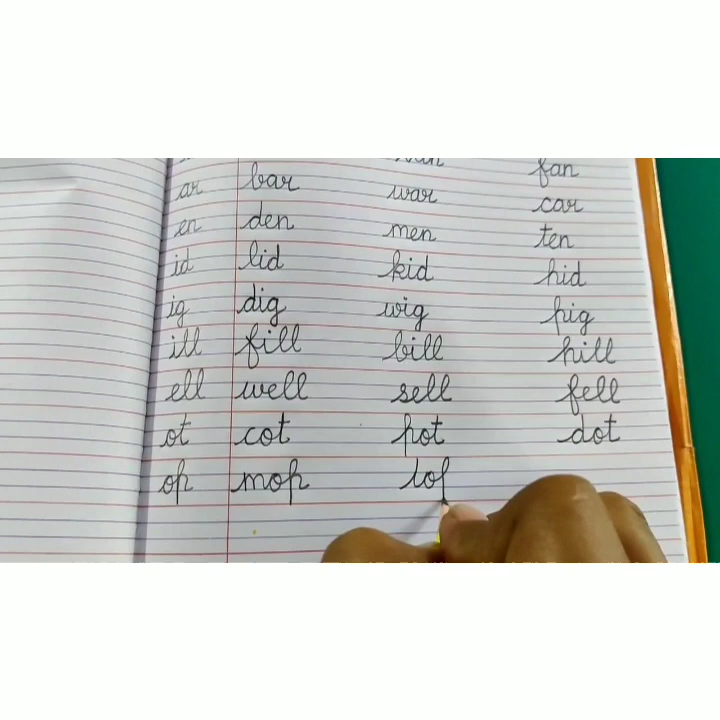 fan
ar bar war car
en den men ten
id lid kid hid
ig dig wig pig
ill fill bill hill
ell well sell fell
ot cot pot dot
op mop